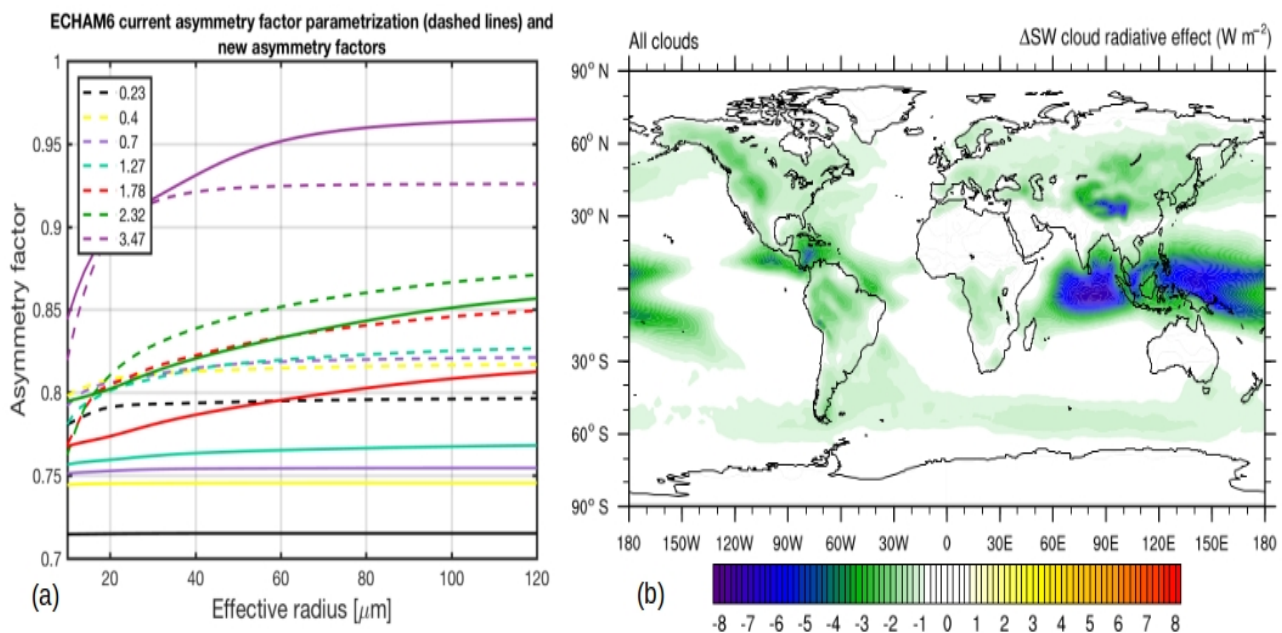 ECHAM6 current asymmetry factor parametrization (dashed lines) and
new asymmetry factors
1
0.95
0.9
0.85
0.8
0.75
0.7
Asymmetry factor
0.23
0.4
0.7
1.27
1.78
2.32
3.47
20 40 60 80 100 120
Effective radius [μm]
(a)
All clouds ΔSW cloud radiative effect (W m⁻²)
90° N
60° N
30° N
30° S
60° S
90° S
180 150W 120W 90W 60W 30W 0 30E 60E 90E 120E 150E 180
(b)
-8 -7 -6 -5 -4 -3 -2 -1 0 1 2 3 4 5 6 7 8